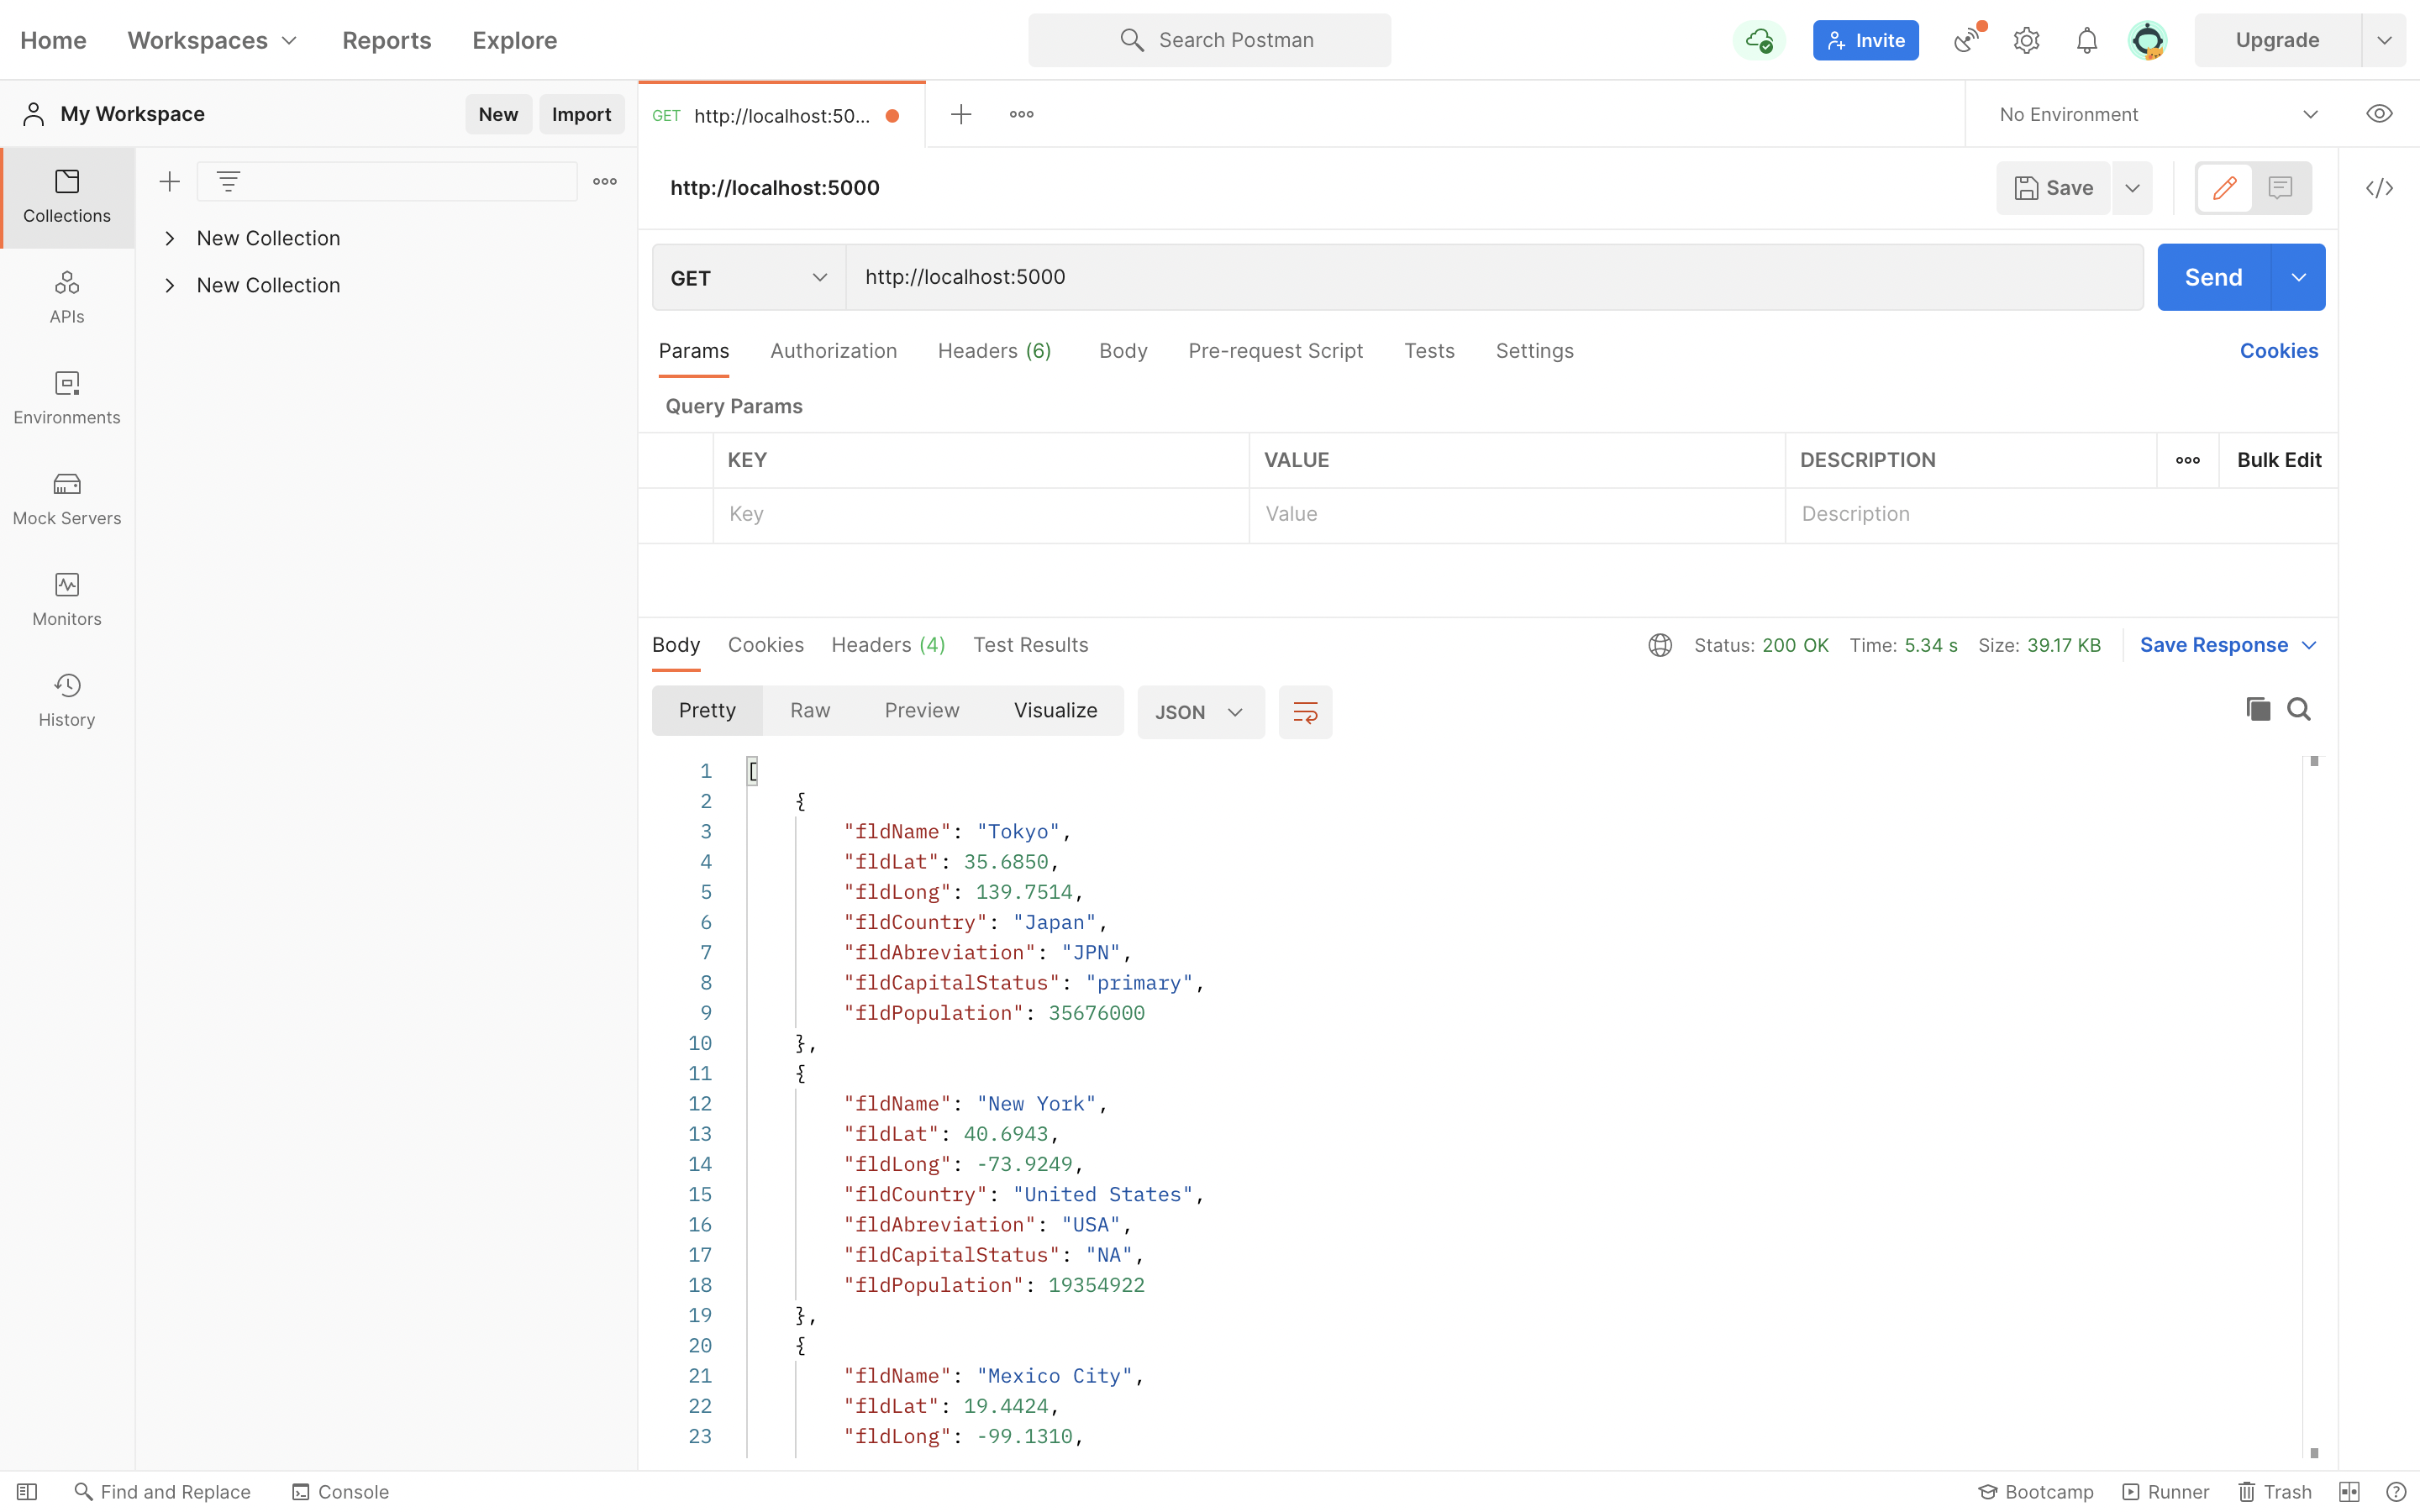 Home Workspaces Reports Explore Search Postman Invite Upgrade
My Workspace New Import GET http://localhost:50... No Environment
Collections
APIs
Environments
Mock Servers
Monitors
History
New Collection
New Collection
http://localhost:5000 Save
GET http://localhost:5000 Send
Params Authorization Headers (6) Body Pre-request Script Tests Settings Cookies
Query Params
KEY VALUE DESCRIPTION Bulk Edit
Key Value Description
Body Cookies Headers (4) Test Results Status: 200 OK Time: 5.34 s Size: 39.17 KB Save Response
Pretty Raw Preview Visualize JSON
1 [
2 {
3 "fldName": "Tokyo",
4 "fldLat": 35.6850,
5 "fldLong": 139.7514,
6 "fldCountry": "Japan",
7 "fldAbreviation": "JPN",
8 "fldCapitalStatus": "primary",
9 "fldPopulation": 35676000
10 },
11 {
12 "fldName": "New York",
13 "fldLat": 40.6943,
14 "fldLong": -73.9249,
15 "fldCountry": "United States",
16 "fldAbreviation": "USA",
17 "fldCapitalStatus": "NA",
18 "fldPopulation": 19354922
19 },
20 {
21 "fldName": "Mexico City",
22 "fldLat": 19.4424,
23 "fldLong": -99.1310,
Find and Replace Console Bootcamp Runner Trash